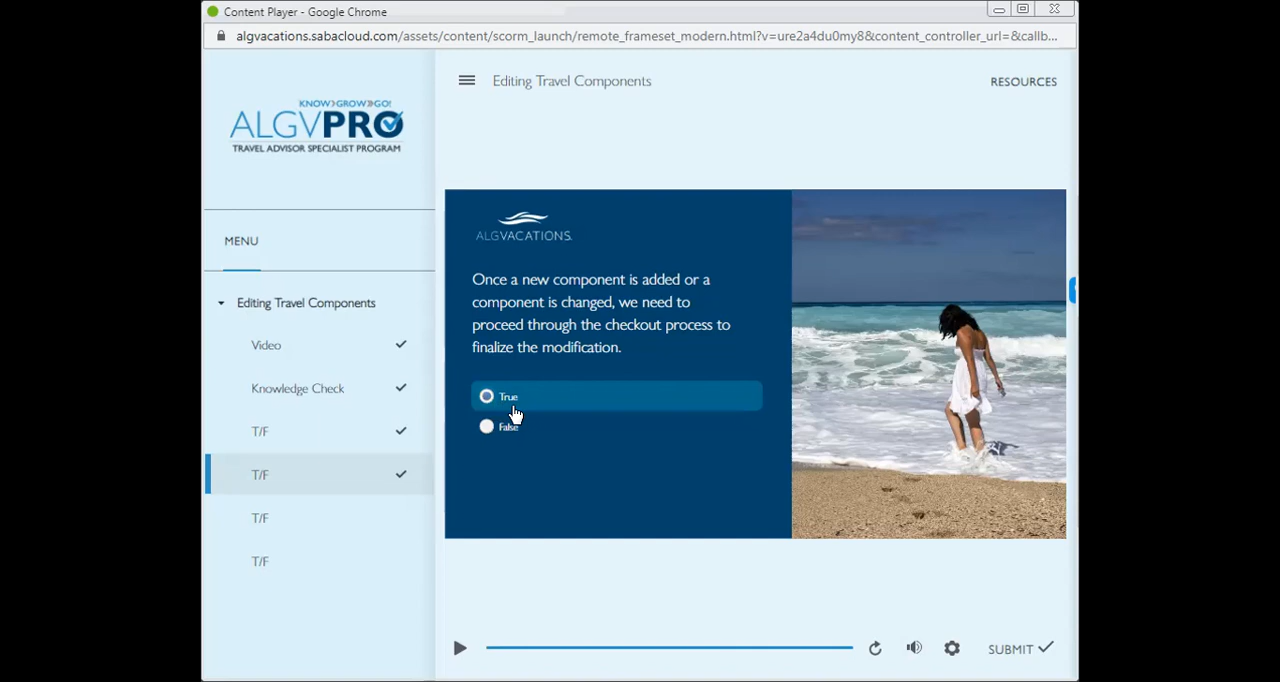 Content Player - Google Chrome
algvacations.sabacloud.com/assets/content/scorm_launch/remote_frameset_modern.html?v=ure2a4du0my8&content_controller_url=&callb...
KNOW>GROW>GO!
ALGVPRO
TRAVEL ADVISOR SPECIALIST PROGRAM
Editing Travel Components
RESOURCES
MENU
Editing Travel Components
Video
Knowledge Check
T/F
T/F
T/F
T/F
ALGVACATIONS.
Once a new component is added or a
component is changed, we need to
proceed through the checkout process to
finalize the modification.
True
False
SUBMIT